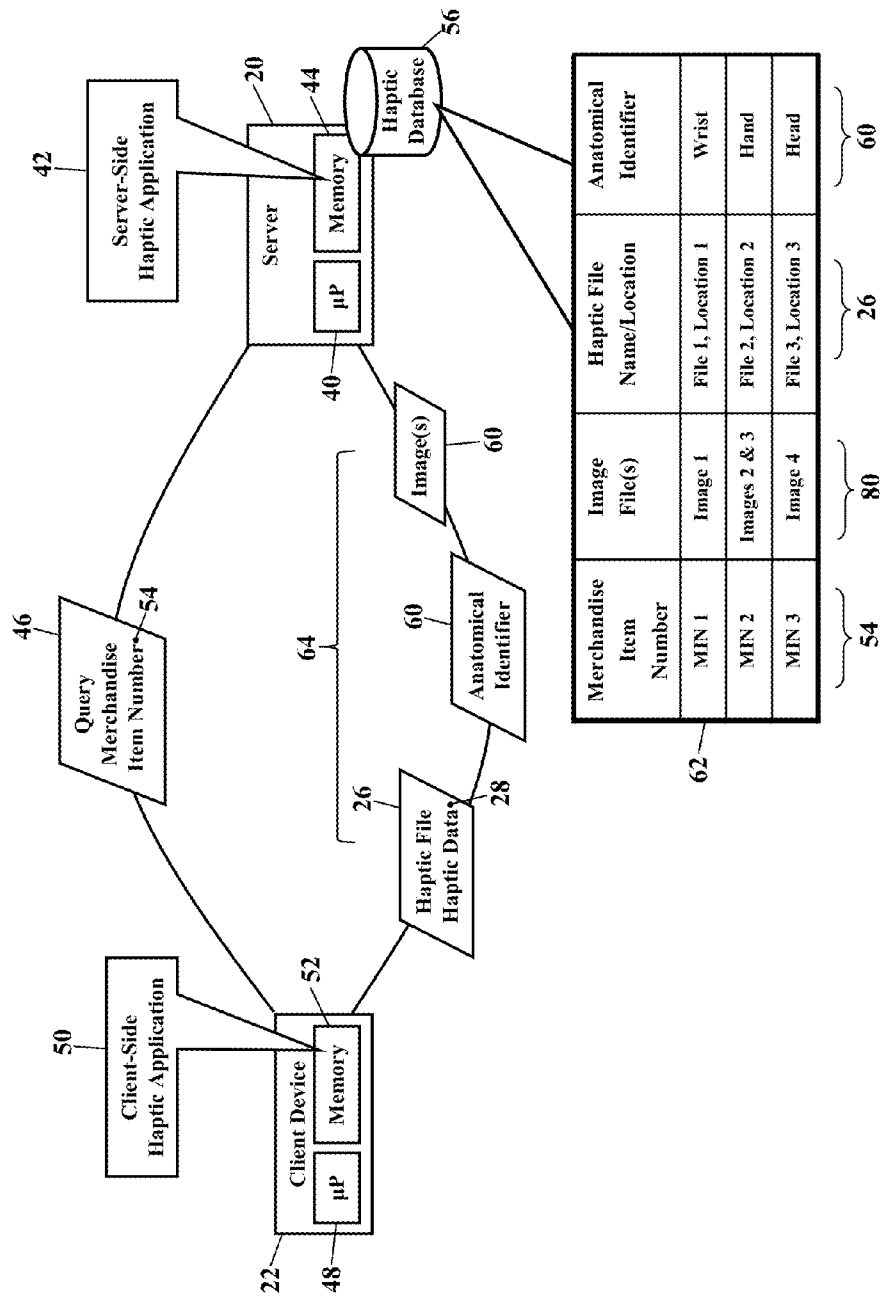 50
Client-Side
Haptic Application
46
Query
Merchandise
Item Number• 54
42
Server-Side
Haptic Application
22
Client Device
48
µP
52
Memory
20
Server
40
µP
44
Memory
56
Haptic
Database
64
26
Haptic File
Haptic Data•
28
60
Anatomical
Identifier
Image(s)
60
62
Merchandise
Item
Number
Image
File(s)
Haptic File
Name/Location
Anatomical
Identifier
MIN 1
Image 1
File 1, Location 1
Wrist
MIN 2
Images 2 & 3
File 2, Location 2
Hand
MIN 3
Image 4
File 3, Location 3
Head
54
80
26
60